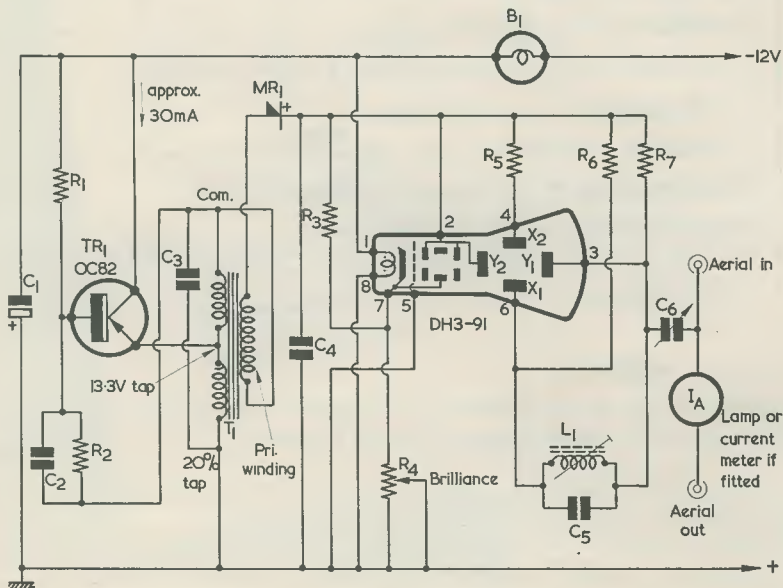 B1
-12V
approx.
30mA
MR1
+
R1
R5
R6
R7
Com.
R3
2
4
TR1
OC82
C3
1
X2
3
Aerial in
Y2
Y1
C1
8
X1
C6
+
7
5
6
DH3-91
C4
13·3V tap
IA
L1
Lamp or
current
meter if
fitted
T1
R2
C2
20%
tap
Pri.
winding
R4
Brilliance
C5
Aerial
out
+